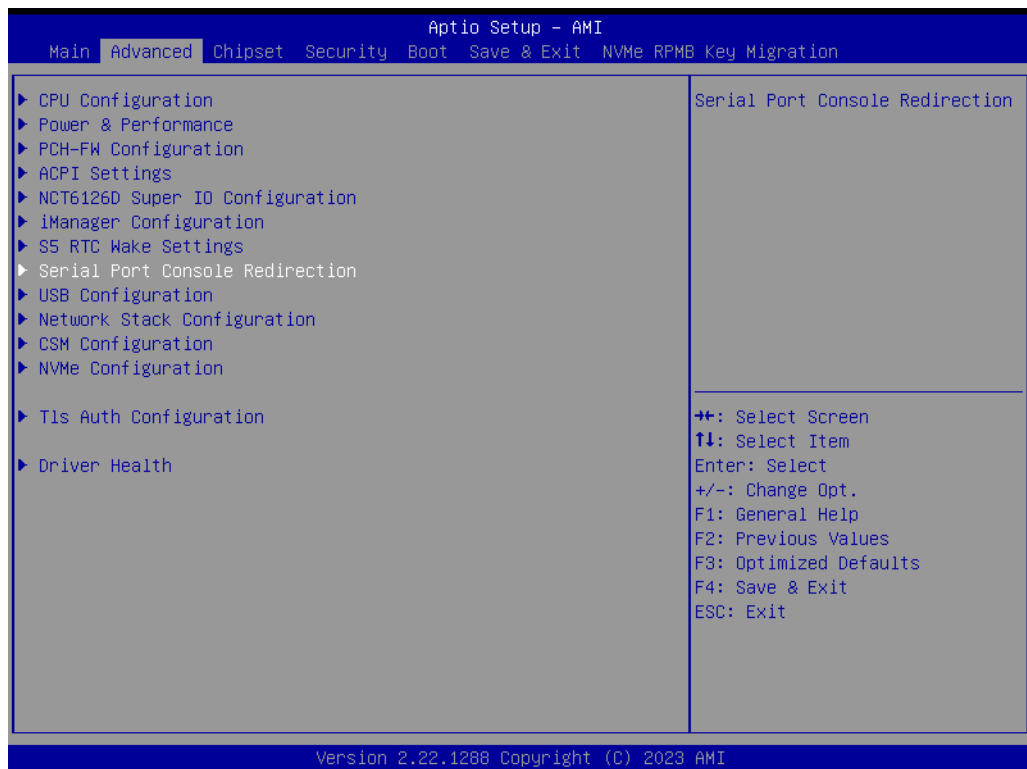 Aptio Setup – AMI
Main Advanced Chipset Security Boot Save & Exit NVMe RPMB Key Migration
CPU Configuration
Power & Performance
PCH-FW Configuration
ACPI Settings
NCT6126D Super IO Configuration
iManager Configuration
S5 RTC Wake Settings
Serial Port Console Redirection
USB Configuration
Network Stack Configuration
CSM Configuration
NVMe Configuration
Tls Auth Configuration
Driver Health
Serial Port Console Redirection
→←: Select Screen
↑↓: Select Item
Enter: Select
+/-: Change Opt.
F1: General Help
F2: Previous Values
F3: Optimized Defaults
F4: Save & Exit
ESC: Exit
Version 2.22.1288 Copyright (C) 2023 AMI